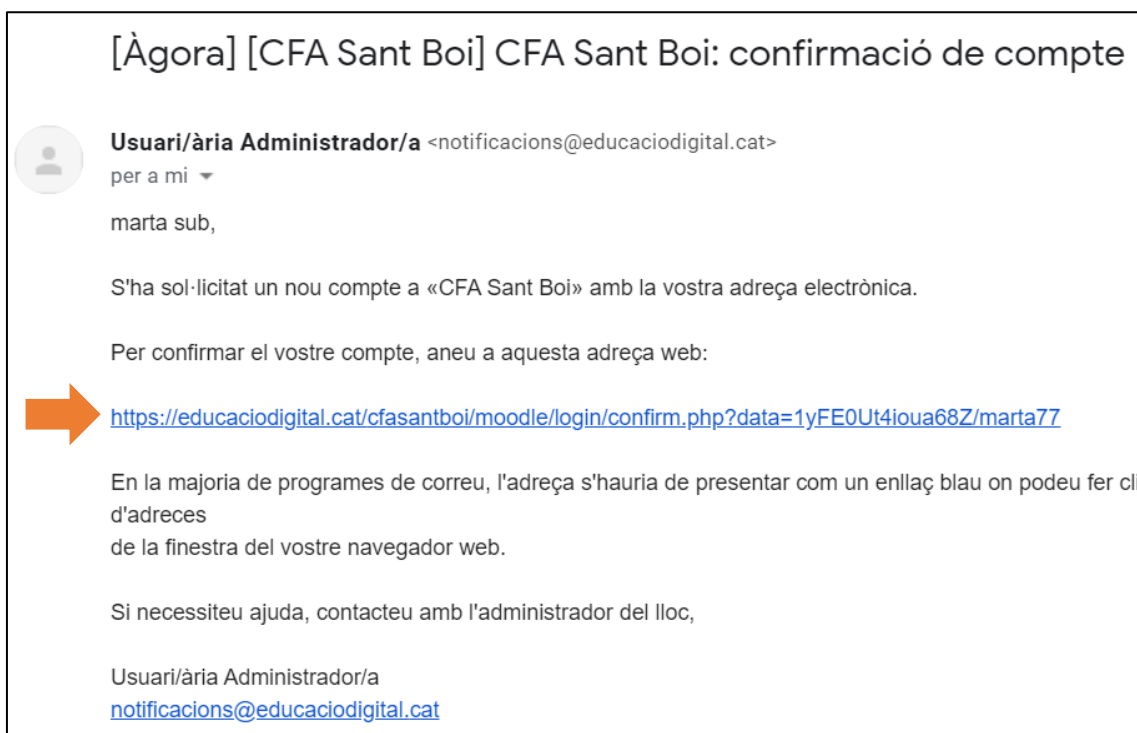 [Àgora] [CFA Sant Boi] CFA Sant Boi: confirmació de compte
Usuari/ària Administrador/a <notificacions@educaciodigital.cat>
per a mi
marta sub,
S'ha sol·licitat un nou compte a «CFA Sant Boi» amb la vostra adreça electrònica.
Per confirmar el vostre compte, aneu a aquesta adreça web:
https://educaciodigital.cat/cfasantboi/moodle/login/confirm.php?data=1yFE0Ut4ioua68Z/marta77
En la majoria de programes de correu, l'adreça s'hauria de presentar com un enllaç blau on podeu fer cli
d'adreces
de la finestra del vostre navegador web.
Si necessiteu ajuda, contacteu amb l'administrador del lloc,
Usuari/ària Administrador/a
notificacions@educaciodigital.cat